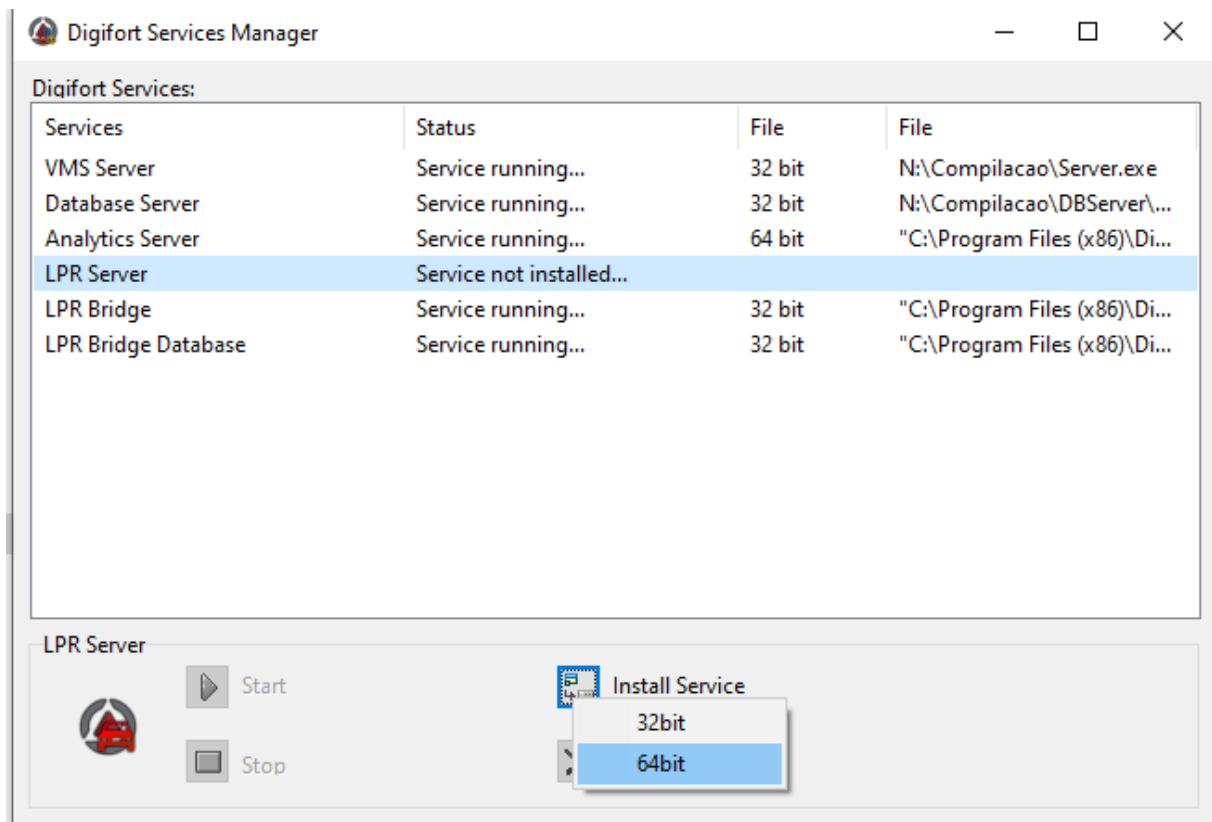 Digifort Services Manager
Digifort Services:
Services Status File File
VMS Server Service running... 32 bit N:\Compilacao\Server.exe
Database Server Service running... 32 bit N:\Compilacao\DBServer\...
Analytics Server Service running... 64 bit "C:\Program Files (x86)\Di...
LPR Server Service not installed...
LPR Bridge Service running... 32 bit "C:\Program Files (x86)\Di...
LPR Bridge Database Service running... 32 bit "C:\Program Files (x86)\Di...
LPR Server
Start Install Service
32bit
Stop 64bit